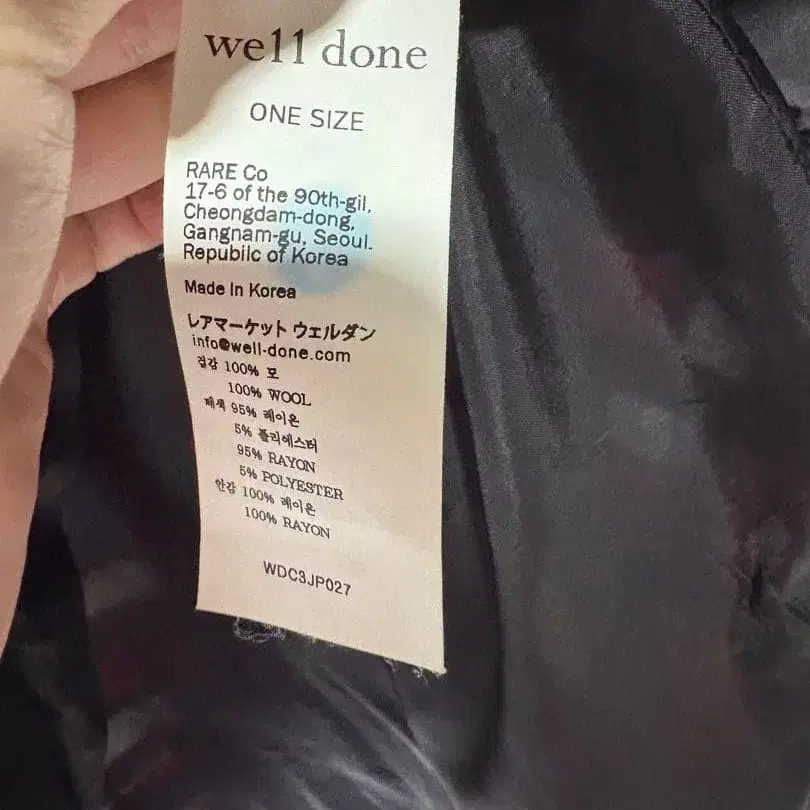 well done
ONE SIZE
RARE Co
17-6 of the 90th-gil,
Cheongdam-dong,
Gangnam-gu, Seoul.
Republic of Korea
Made In Korea
レアマーケット ウェルダン
info@well-done.com
겉감 100% 모
100% WOOL
배색 95% 레이온
5% 폴리에스터
95% RAYON
5% POLYESTER
안감 100% 레이온
100% RAYON
WDC3JP027